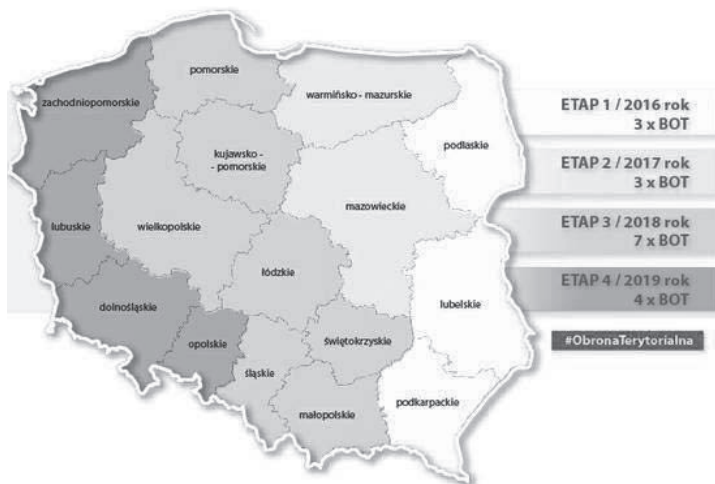 pomorskie
warmińsko - mazurskie
zachodniopomorskie
podlaskie
kujawsko -
- pomorskie
mazowieckie
lubuskie
wielkopolskie
łódzkie
dolnośląskie
lubelskie
opolskie
świętokrzyskie
śląskie
podkarpackie
małopolskie
ETAP 1 / 2016 rok
3 x BOT
ETAP 2 / 2017 rok
3 x BOT
ETAP 3 / 2018 rok
7 x BOT
ETAP 4 / 2019 rok
4 x BOT
#ObronaTerytorialna